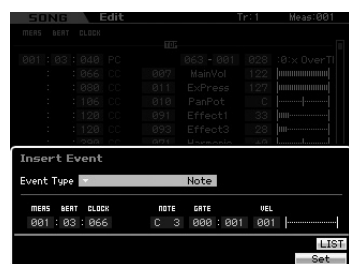 SONG Edit Tr:1 Meas:001
MEAS BEAT CLOCK
TOP
001 : 03 : 040 PC 063 - 001 028 :0:x OverTl
: : 066 CC 007 MainVol 122
: : 080 CC 011 ExPress 127
: : 106 CC 010 PanPot C
: : 120 CC 091 Effect1 33
: : 120 CC 093 Effect3 28
Insert Event
Event Type Note
MEAS BEAT CLOCK NOTE GATE VEL
001 : 03 : 066 C 3 000 : 001 001
LIST
Set